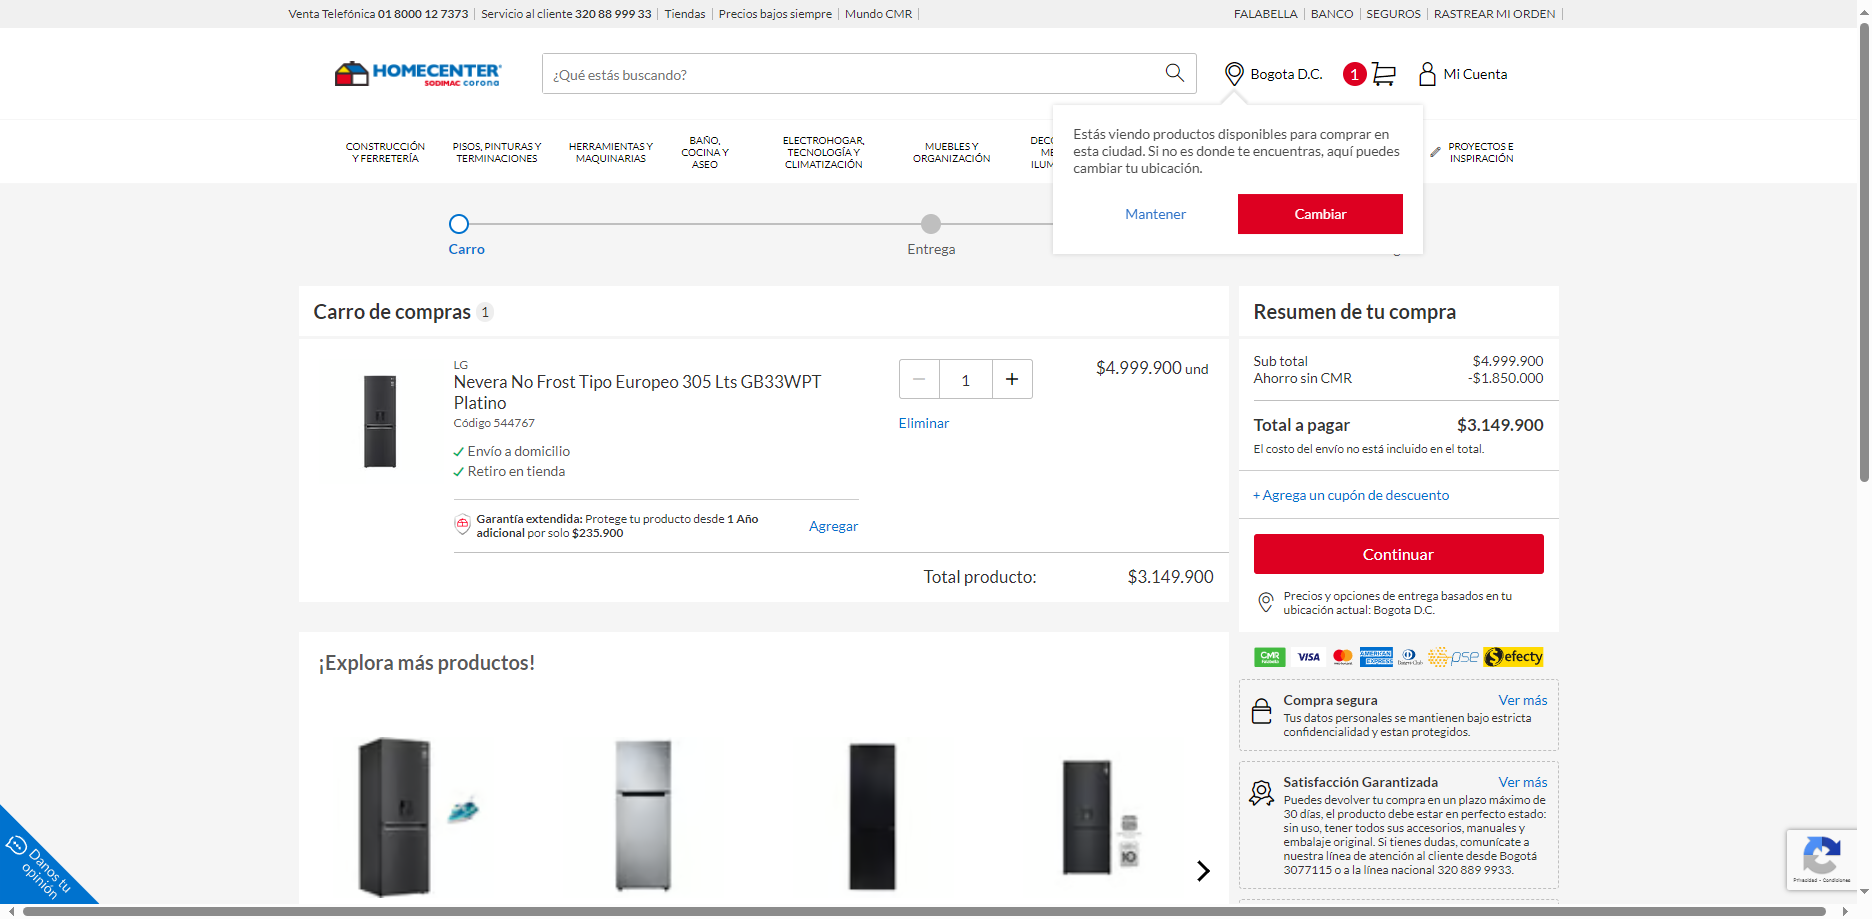 Venta Telefónica 01 8000 12 7373 Servicio al cliente 320 88 999 33 Tiendas Precios bajos siempre Mundo CMR
FALABELLA BANCO SEGUROS RASTREAR MI ORDEN
HOMECENTER
SODIMAC corona
¿Qué estás buscando?
Bogota D.C.
1
Mi Cuenta
CONSTRUCCIÓN
Y FERRETERÍA
PISOS, PINTURAS Y
TERMINACIONES
HERRAMIENTAS Y
MAQUINARIAS
BAÑO,
COCINA Y
ASEO
ELECTROHOGAR,
TECNOLOGÍA Y
CLIMATIZACIÓN
MUEBLES Y
ORGANIZACIÓN
PROYECTOS E
INSPIRACIÓN
Estás viendo productos disponibles para comprar en
esta ciudad. Si no es donde te encuentras, aquí puedes
cambiar tu ubicación.
Mantener
Cambiar
Carro
Entrega
Carro de compras 1
LG
Nevera No Frost Tipo Europeo 305 Lts GB33WPT
Platino
Código 544767
Envío a domicilio
Retiro en tienda
1
Eliminar
$4.999.900 und
Garantía extendida: Protege tu producto desde 1 Año
adicional por solo $235.900
Agregar
Total producto: $3.149.900
Resumen de tu compra
Sub total $4.999.900
Ahorro sin CMR -$1.850.000
Total a pagar $3.149.900
El costo del envío no está incluido en el total.
+ Agrega un cupón de descuento
Continuar
Precios y opciones de entrega basados en tu
ubicación actual: Bogota D.C.
CMR VISA AMERICAN EXPRESS pse efecty
Compra segura Ver más
Tus datos personales se mantienen bajo estricta
confidencialidad y estan protegidos.
Satisfacción Garantizada Ver más
Puedes devolver tu compra en un plazo máximo de
30 días, el producto debe estar en perfecto estado:
sin uso, tener todos sus accesorios, manuales y
embalaje original. Si tienes dudas, comunícate a
nuestra línea de atención al cliente desde Bogotá
3077115 o a la línea nacional 320 889 9933.
¡Explora más productos!
10
Danos tu
opinión
Privacidad - Condiciones